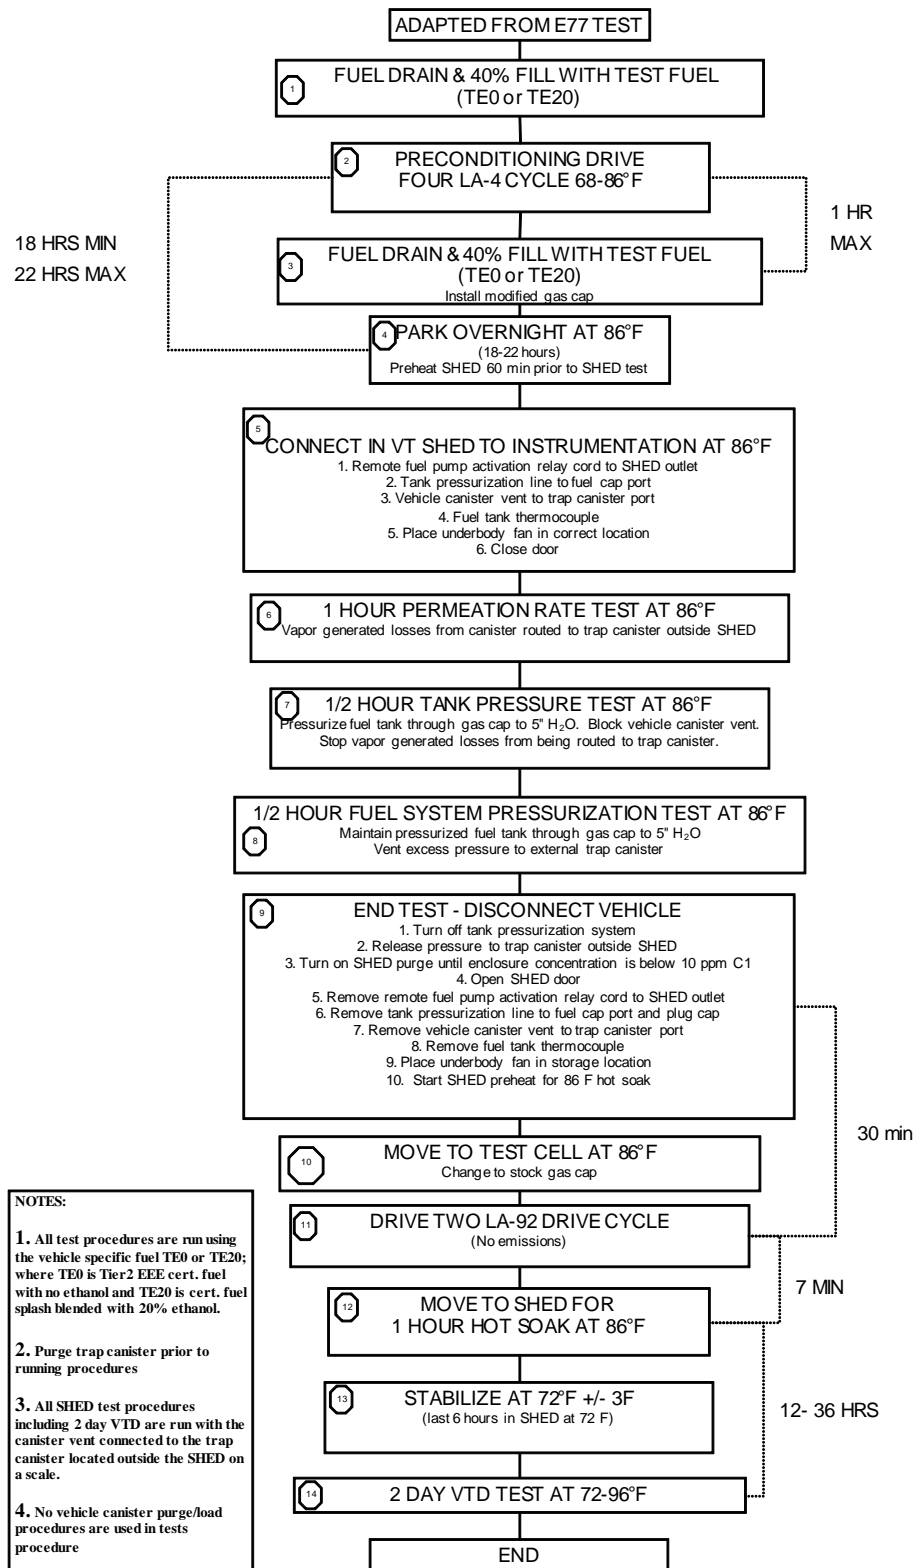 ADAPTED FROM E77 TEST
1
FUEL DRAIN & 40% FILL WITH TEST FUEL
(TE0 or TE20)
2
PRECONDITIONING DRIVE
FOUR LA-4 CYCLE 68-86°F
1 HR
MAX
18 HRS MIN
22 HRS MAX
3
FUEL DRAIN & 40% FILL WITH TEST FUEL
(TE0 or TE20)
Install modified gas cap
4
PARK OVERNIGHT AT 86°F
(18-22 hours)
Preheat SHED 60 min prior to SHED test
5
CONNECT IN VT SHED TO INSTRUMENTATION AT 86°F
1. Remote fuel pump activation relay cord to SHED outlet
2. Tank pressurization line to fuel cap port
3. Vehicle canister vent to trap canister port
4. Fuel tank thermocouple
5. Place underbody fan in correct location
6. Close door
6
1 HOUR PERMEATION RATE TEST AT 86°F
Vapor generated losses from canister routed to trap canister outside SHED
7
1/2 HOUR TANK PRESSURE TEST AT 86°F
Pressurize fuel tank through gas cap to 5" H₂O. Block vehicle canister vent.
Stop vapor generated losses from being routed to trap canister.
1/2 HOUR FUEL SYSTEM PRESSURIZATION TEST AT 86°F
8
Maintain pressurized fuel tank through gas cap to 5" H₂O
Vent excess pressure to external trap canister
9
END TEST - DISCONNECT VEHICLE
1. Turn off tank pressurization system
2. Release pressure to trap canister outside SHED
3. Turn on SHED purge until enclosure concentration is below 10 ppm C1
4. Open SHED door
5. Remove remote fuel pump activation relay cord to SHED outlet
6. Remove tank pressurization line to fuel cap port and plug cap
7. Remove vehicle canister vent to trap canister port
8. Remove fuel tank thermocouple
9. Place underbody fan in storage location
10. Start SHED preheat for 86 F hot soak
30 min
10
MOVE TO TEST CELL AT 86°F
Change to stock gas cap
11
DRIVE TWO LA-92 DRIVE CYCLE
(No emissions)
7 MIN
12
MOVE TO SHED FOR
1 HOUR HOT SOAK AT 86°F
13
STABILIZE AT 72°F +/- 3F
(last 6 hours in SHED at 72 F)
12- 36 HRS
14
2 DAY VTD TEST AT 72-96°F
END
NOTES:
1. All test procedures are run using
the vehicle specific fuel TE0 or TE20;
where TE0 is Tier2 EEE cert. fuel
with no ethanol and TE20 is cert. fuel
splash blended with 20% ethanol.
2. Purge trap canister prior to
running procedures
3. All SHED test procedures
including 2 day VTD are run with the
canister vent connected to the trap
canister located outside the SHED on
a scale.
4. No vehicle canister purge/load
procedures are used in tests
procedure